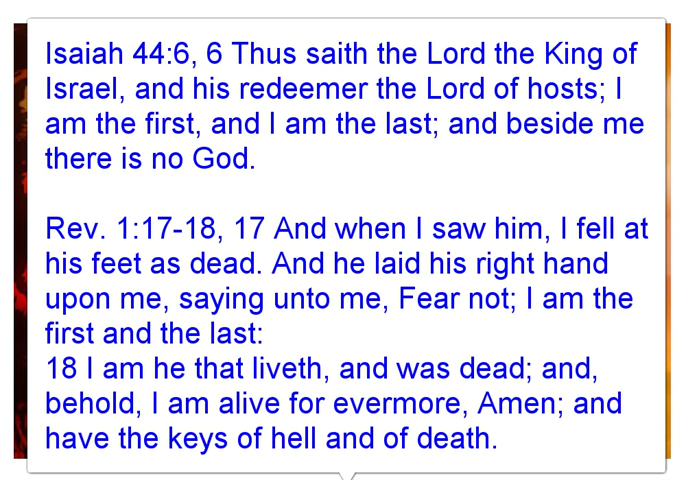 Isaiah 44:6, 6 Thus saith the Lord the King of
Israel, and his redeemer the Lord of hosts; I
am the first, and I am the last; and beside me
there is no God.
Rev. 1:17-18, 17 And when I saw him, I fell at
his feet as dead. And he laid his right hand
upon me, saying unto me, Fear not; I am the
first and the last:
18 I am he that liveth, and was dead; and,
behold, I am alive for evermore, Amen; and
have the keys of hell and of death.